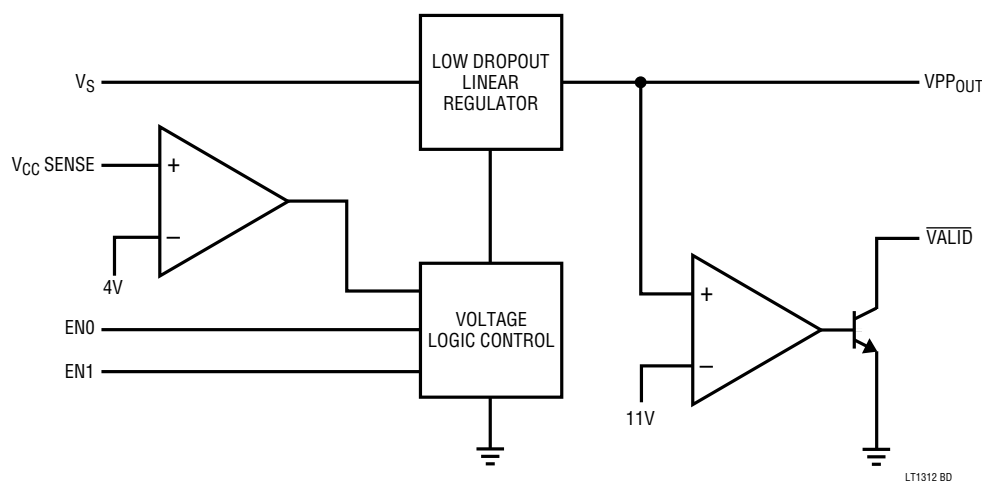 LOW DROPOUT
LINEAR
REGULATOR
VS
VPPOUT
VCC SENSE
+
–
4V
VALID
EN0
EN1
VOLTAGE
LOGIC CONTROL
+
–
11V
LT1312 BD